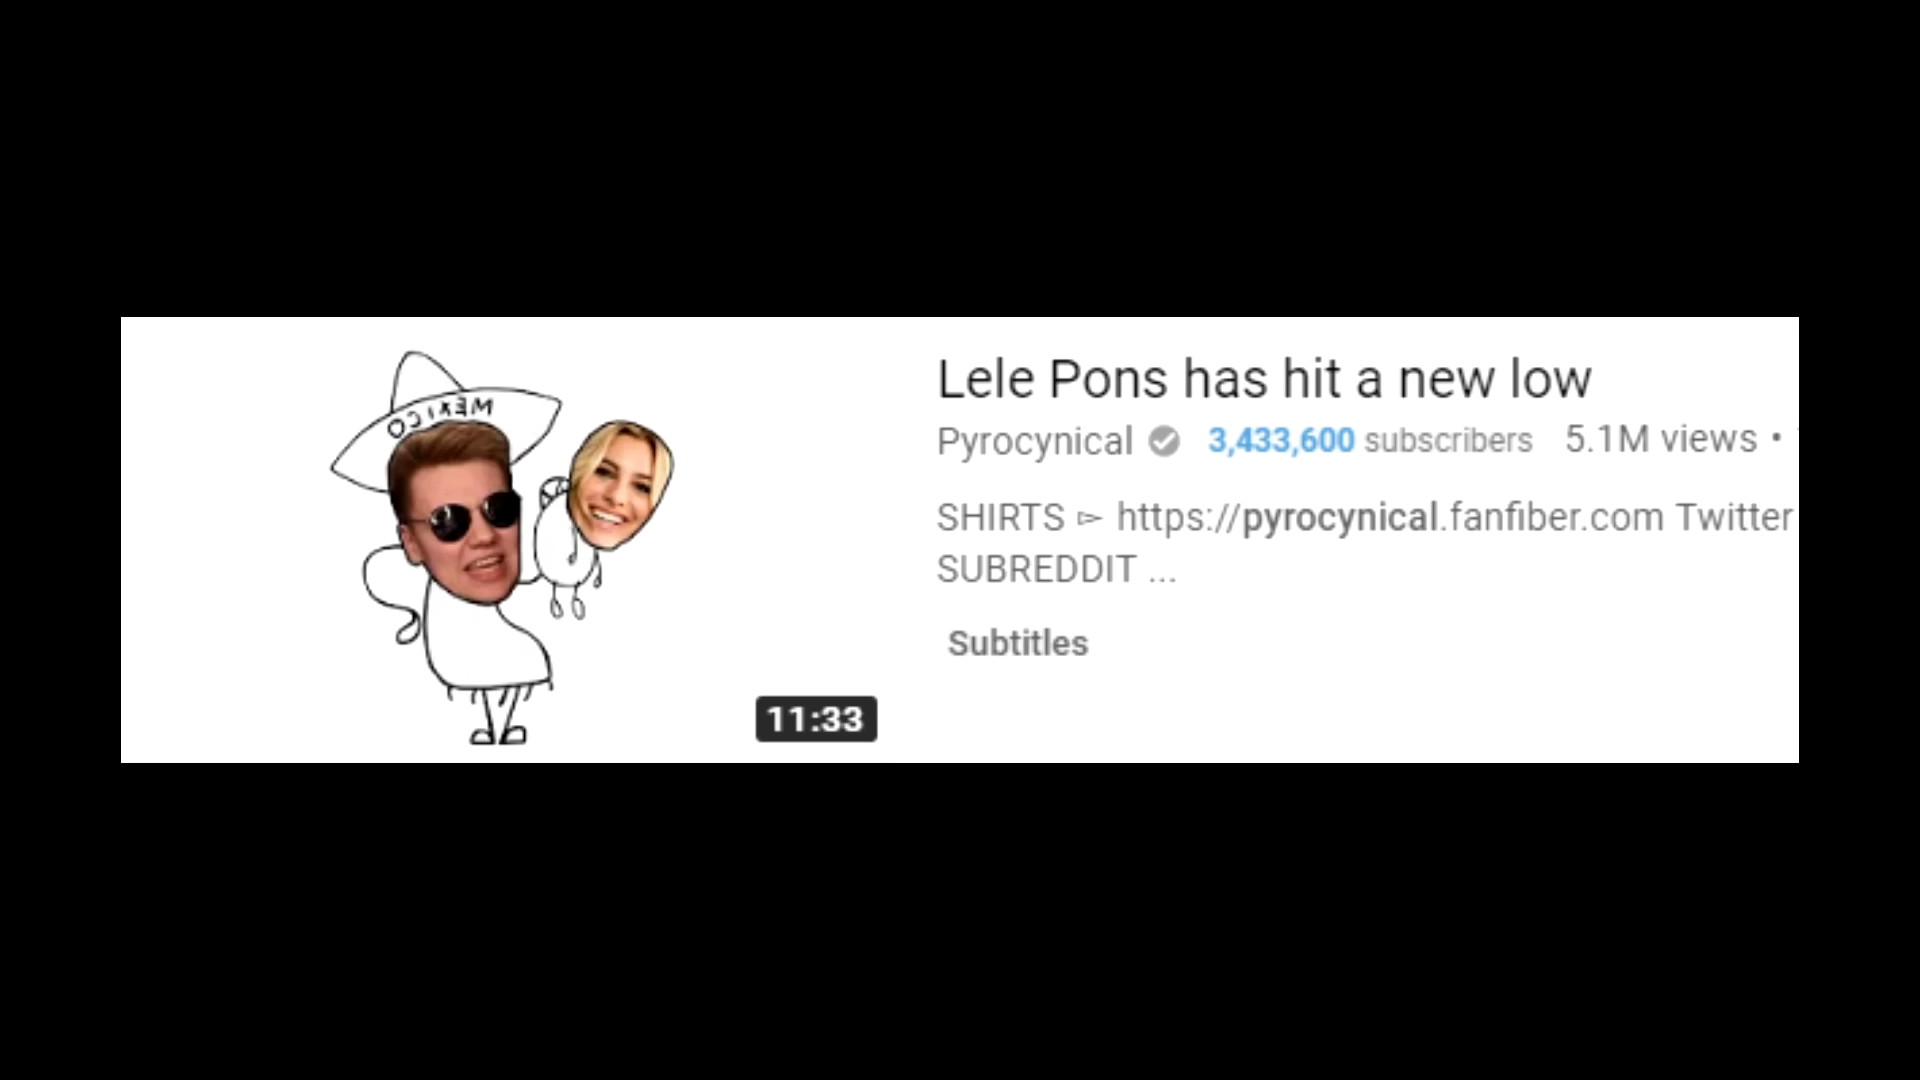 MEXICO
Lele Pons has hit a new low
Pyrocynical 3,433,600 subscribers 5.1M views •
SHIRTS ▻ https://pyrocynical.fanfiber.com Twitter
SUBREDDIT ...
Subtitles
11:33